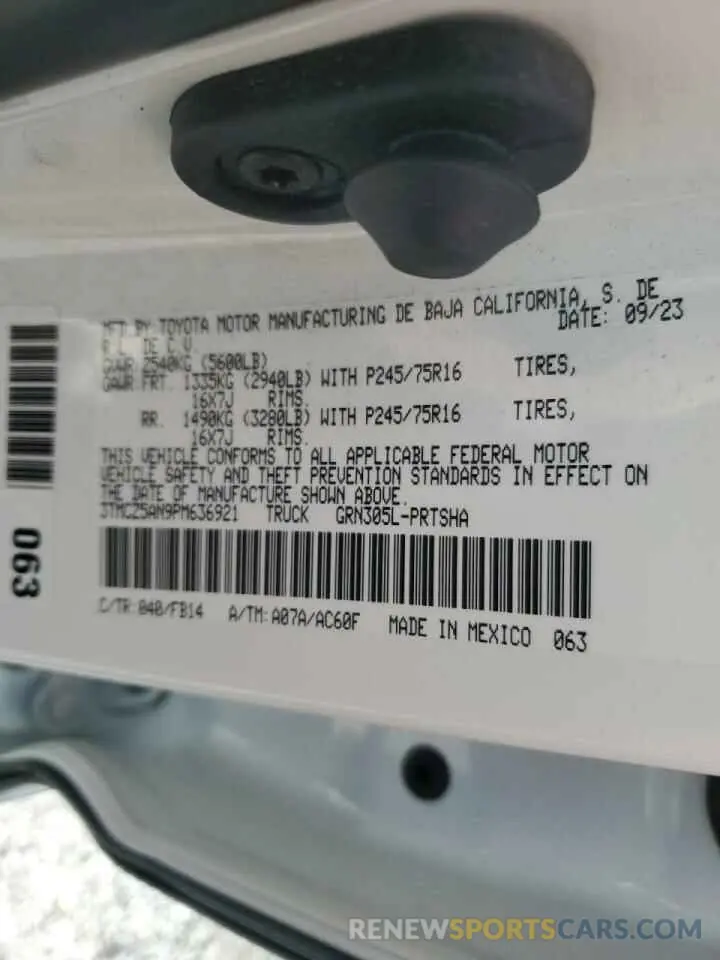 MFT BY TOYOTA MOTOR MANUFACTURING DE BAJA CALIFORNIA, S. DE
R.L. DE C.V. DATE: 09/23
GVWR 2540KG (5600LB)
GAWR FRT. 1335KG (2940LB) WITH P245/75R16 TIRES,
16X7J RIMS.
RR. 1490KG (3280LB) WITH P245/75R16 TIRES,
16X7J RIMS.
THIS VEHICLE CONFORMS TO ALL APPLICABLE FEDERAL MOTOR
VEHICLE SAFETY AND THEFT PREVENTION STANDARDS IN EFFECT ON
THE DATE OF MANUFACTURE SHOWN ABOVE.
3TMCZ5AN9PM636921 TRUCK GRN305L-PRTSHA
C/TR:040/FB14 A/TM:A07A/AC60F MADE IN MEXICO 063
063
RENEWSPORTSCARS.COM